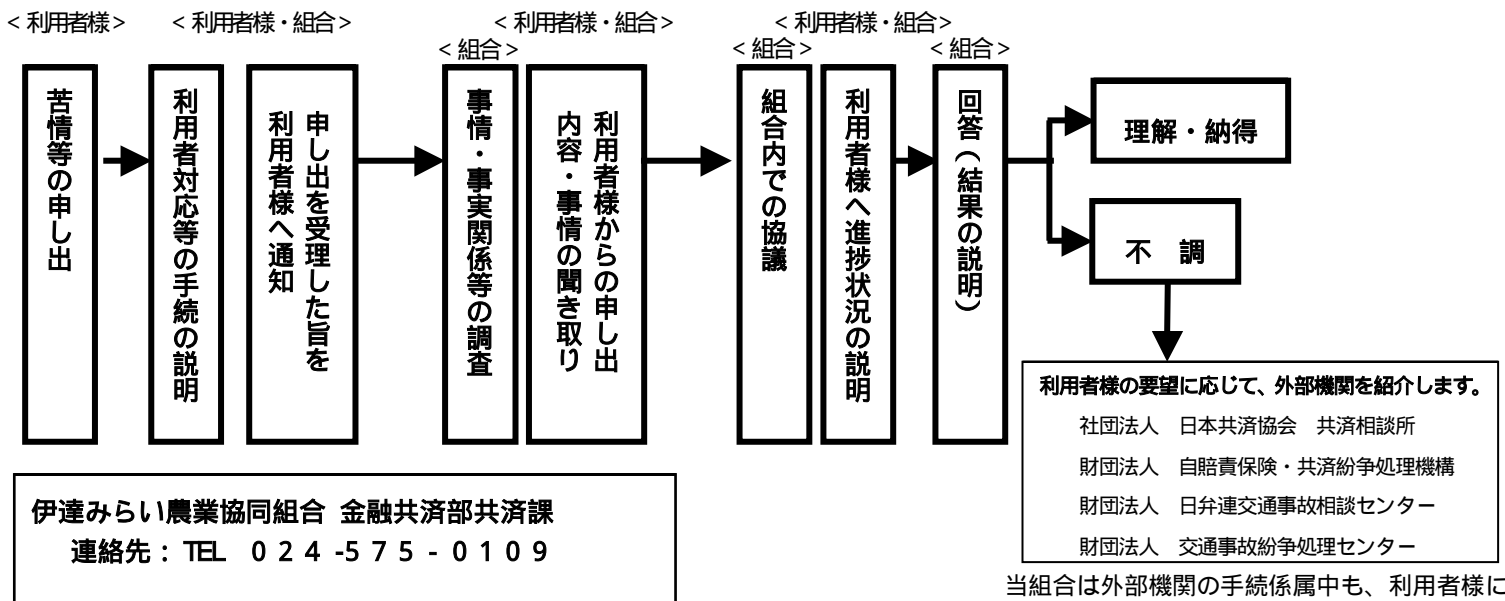 <利用者様>
<利用者様・組合>
<組合>
<利用者様・組合>
<組合>
<利用者様・組合>
<組合>
苦情等の申し出
利用者対応等の手続の説明
申し出を受理した旨を
利用者様へ通知
事情・事実関係等の調査
利用者様からの申し出
内容・事情の聞き取り
組合内での協議
利用者様へ進捗状況の説明
回答(結果の説明)
理解・納得
不 調
利用者様の要望に応じて、外部機関を紹介します。
社団法人 日本共済協会 共済相談所
財団法人 自賠責保険・共済紛争処理機構
財団法人 日弁連交通事故相談センター
財団法人 交通事故紛争処理センター
当組合は外部機関の手続係属中も、利用者様に
伊達みらい農業協同組合 金融共済部共済課
連絡先:TEL 024-575-0109